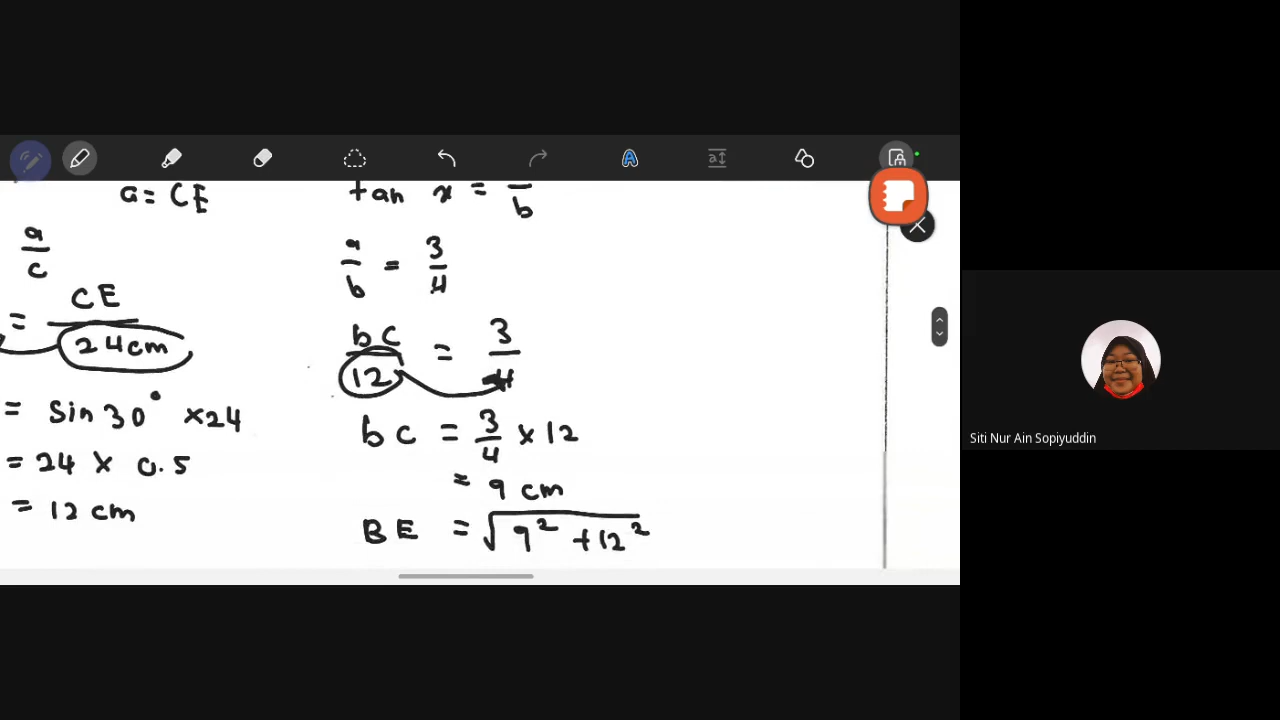 a = CE
a
c
= CE
24cm
= Sin 30° × 24
= 24 × 0.5
= 12 cm
tan x =
b
a
b = 3
4
bc
12 = 3
4
bc = 3
4 × 12
= 9 cm
BE = √9² + 12²
Siti Nur Ain Sopiyuddin